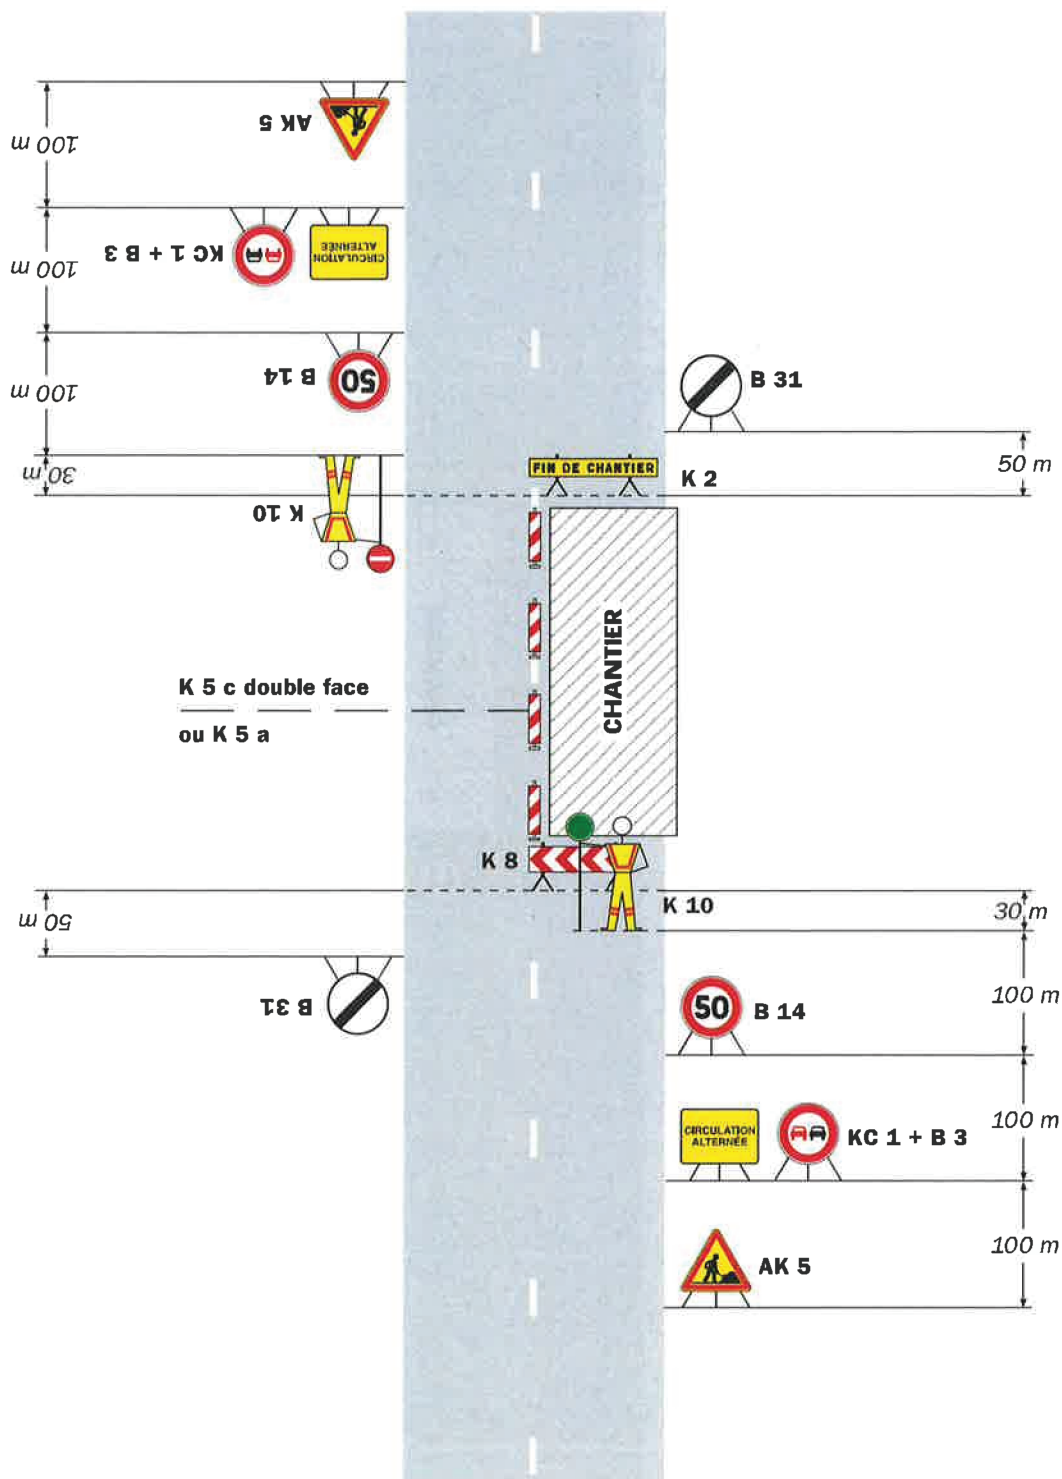 AK 5
100 m
CIRCULATION
ALTERNÉE
KC 1 + B 3
100 m
50
B 14
100 m
B 31
50 m
30 m
K 10
FIN DE CHANTIER
K 2
CHANTIER
K 5 c double face
ou K 5 a
K 8
K 10
30 m
50 m
B 31
50
B 14
100 m
CIRCULATION
ALTERNÉE
KC 1 + B 3
100 m
AK 5
100 m